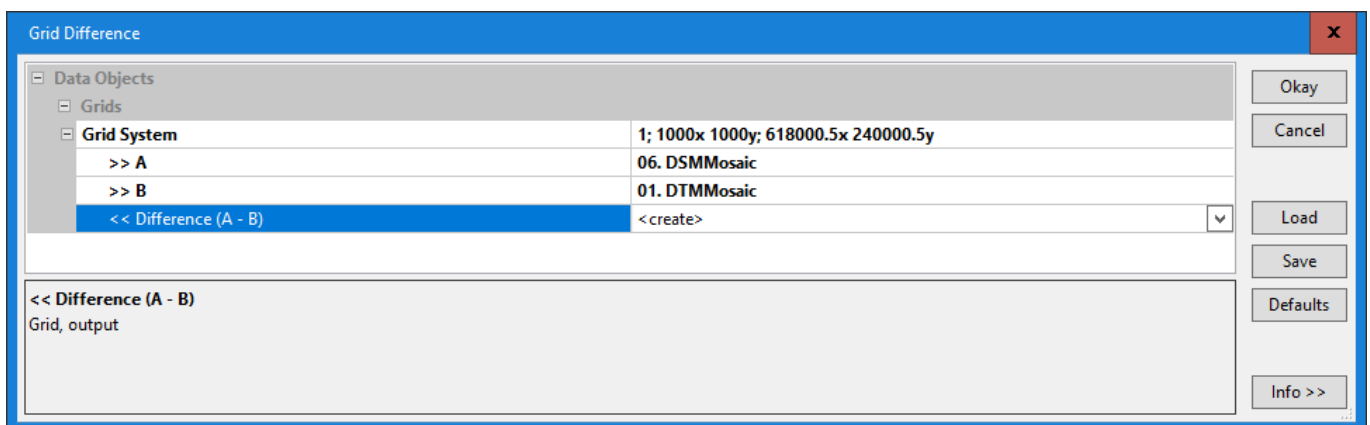 Grid Difference
x
Data Objects
Grids
Grid System 1; 1000x 1000y; 618000.5x 240000.5y
>> A 06. DSMMosaic
>> B 01. DTMMosaic
<< Difference (A - B) <create>
<< Difference (A - B)
Grid, output
Okay
Cancel
Load
Save
Defaults
Info >>